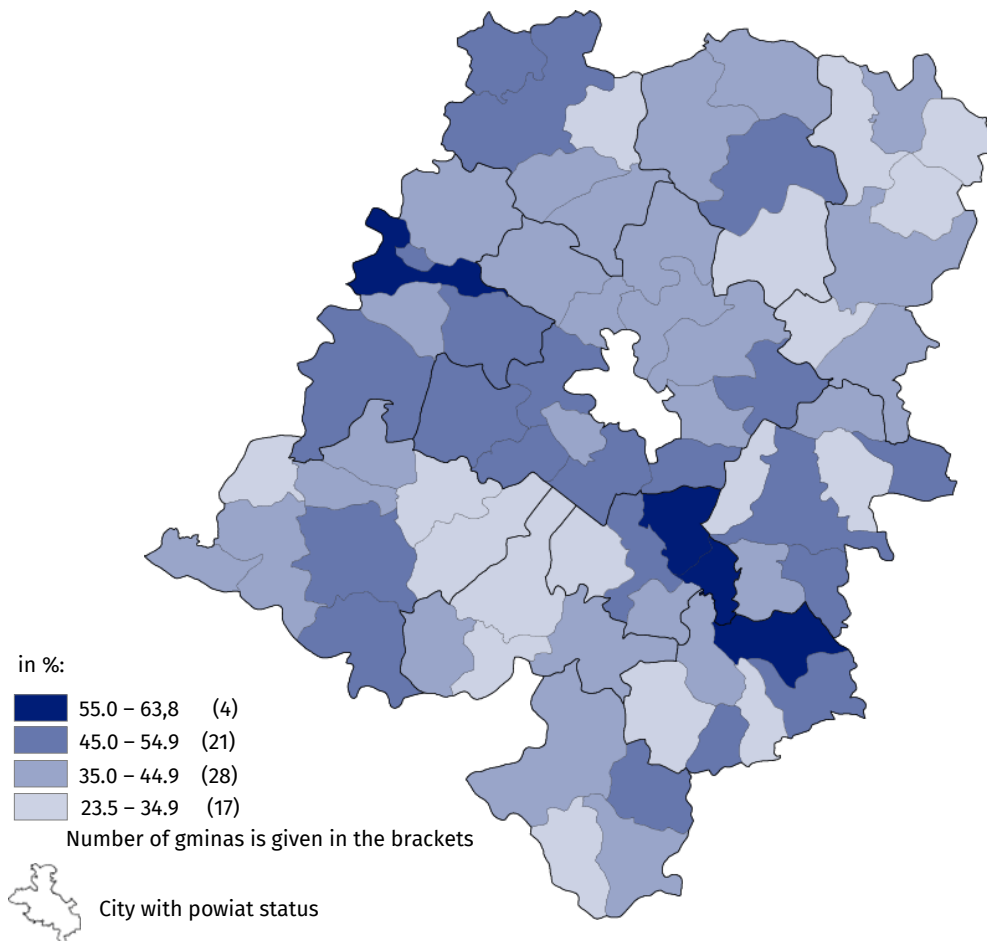 in %:
55.0 – 63,8 (4)
45.0 – 54.9 (21)
35.0 – 44.9 (28)
23.5 – 34.9 (17)
Number of gminas is given in the brackets
City with powiat status